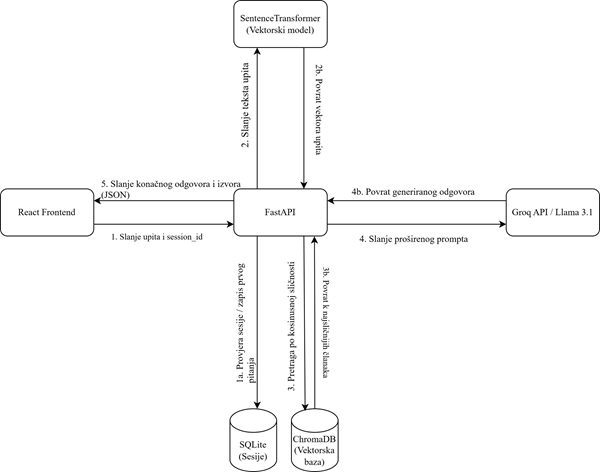 SentenceTransformer
(Vektorski model)
2. Slanje teksta upita
2b. Povrat vektora upita
5. Slanje konačnog odgovora i izvora
(JSON)
4b. Povrat generiranog odgovora
React Frontend
FastAPI
Groq API / Llama 3.1
1. Slanje upita i session_id
4. Slanje proširenog prompta
1a. Provjera sesije / zapis prvog
pitanja
3. Pretraga po kosinusnoj sličnosti
3b. Povrat k najsličnijih članaka
SQLite
(Sesije)
ChromaDB
(Vektorska
baza)